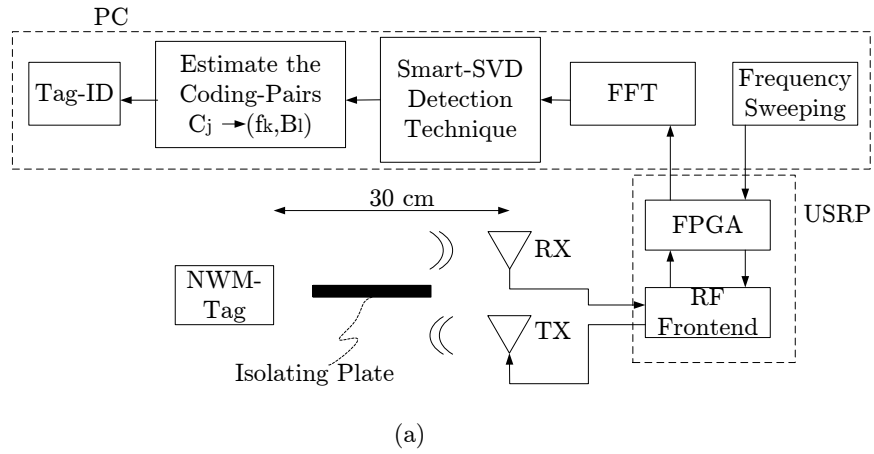 PC
Tag-ID
Estimate the
Coding-Pairs
Cj → (fk,Bl)
Smart-SVD
Detection
Technique
FFT
Frequency
Sweeping
30 cm
USRP
FPGA
RX
NWM-
Tag
RF
Frontend
TX
Isolating Plate
(a)